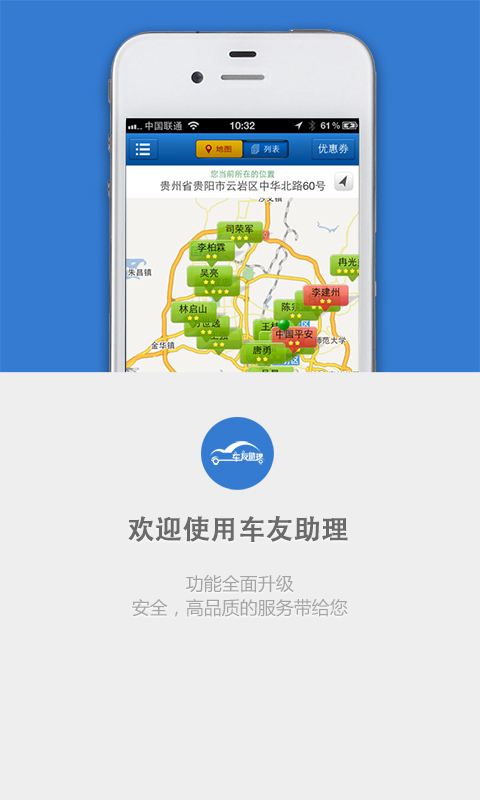 中国联通 10:32 61%
地图 列表 优惠券
您当前所在的位置
贵州省贵阳市云岩区中华北路60号
司荣军
李柏霖
朱昌镇
吴亮
冉光
李建州
林启山
陈
万世逸
王
中国平安
金华镇
师范大学
唐勇
车友助理
欢迎使用车友助理
功能全面升级
安全，高品质的服务带给您